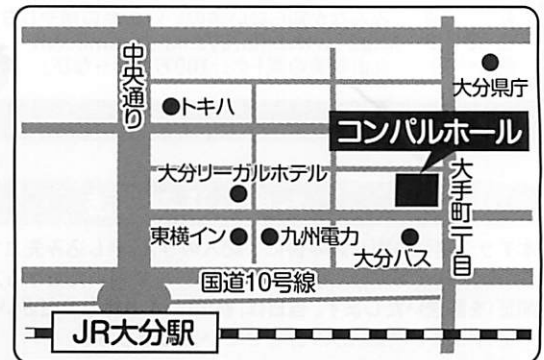 中央通り
大分県庁
トキハ
コンパルホール
大分リーガルホテル
大手町一丁目
東横イン
九州電力
大分バス
国道10号線
JR大分駅